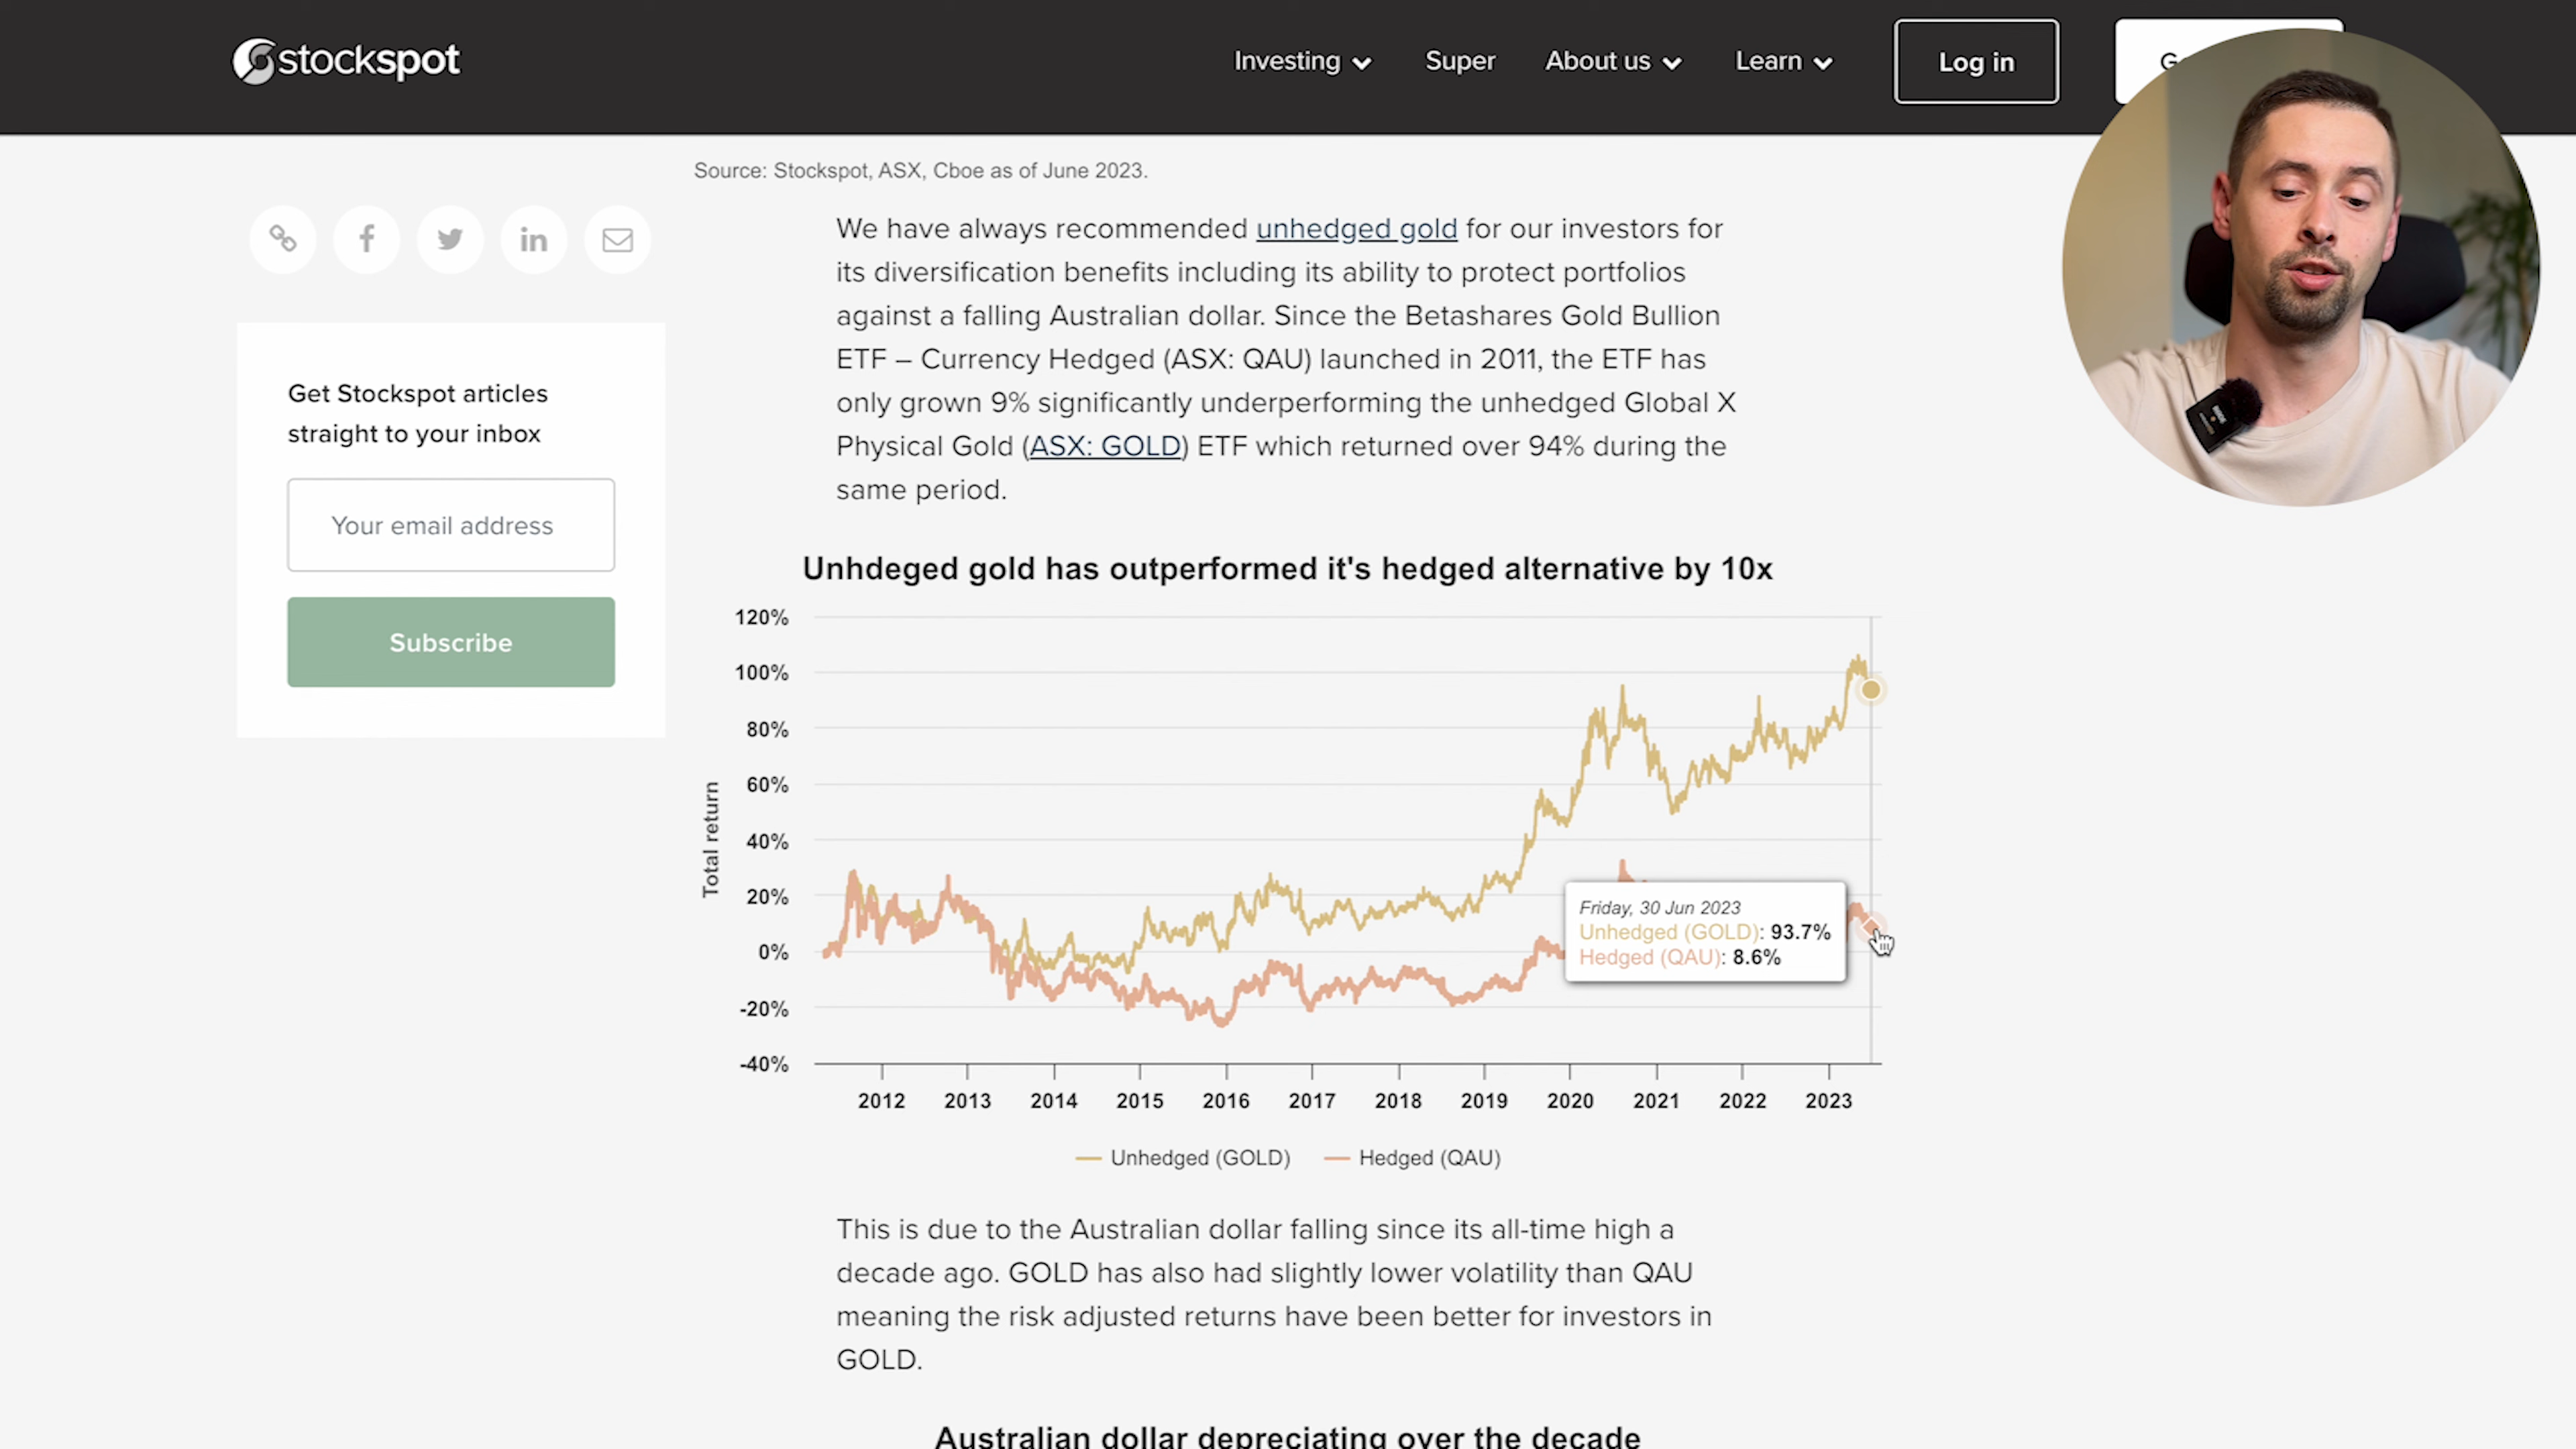 stockspot
Investing
Super
About us
Learn
Log in
Source: Stockspot, ASX, Cboe as of June 2023.
We have always recommended unhedged gold for our investors for
its diversification benefits including its ability to protect portfolios
against a falling Australian dollar. Since the Betashares Gold Bullion
ETF – Currency Hedged (ASX: QAU) launched in 2011, the ETF has
only grown 9% significantly underperforming the unhedged Global X
Physical Gold (ASX: GOLD) ETF which returned over 94% during the
same period.
Get Stockspot articles
straight to your inbox
Your email address
Subscribe
Unhdeged gold has outperformed it's hedged alternative by 10x
Total return
120%
100%
80%
60%
40%
20%
0%
-20%
-40%
Friday, 30 Jun 2023
Unhedged (GOLD): 93.7%
Hedged (QAU): 8.6%
2012 2013 2014 2015 2016 2017 2018 2019 2020 2021 2022 2023
Unhedged (GOLD) Hedged (QAU)
This is due to the Australian dollar falling since its all-time high a
decade ago. GOLD has also had slightly lower volatility than QAU
meaning the risk adjusted returns have been better for investors in
GOLD.
Australian dollar depreciating over the decade